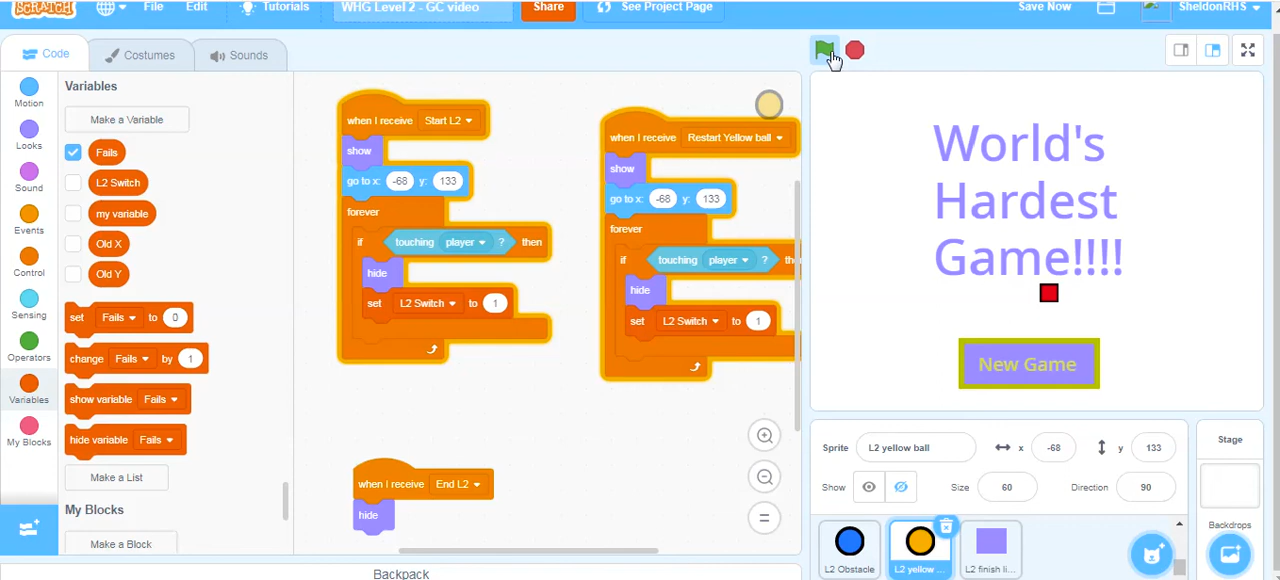 SCRATCH File Edit Tutorials WHG Level 2 - GC video Share See Project Page Save Now SheldonRHS
Code Costumes Sounds
Motion
Looks
Sound
Events
Control
Sensing
Operators
Variables
My Blocks
Variables
Make a Variable
Fails
L2 Switch
my variable
Old X
Old Y
set Fails to 0
change Fails by 1
show variable Fails
hide variable Fails
Make a List
My Blocks
Make a Block
when I receive Start L2
show
go to x: -68 y: 133
forever
if touching player ? then
hide
set L2 Switch to 1
when I receive Restart Yellow ball
show
go to x: -68 y: 133
forever
if touching player ?
hide
set L2 Switch to 1
when I receive End L2
hide
World's
Hardest
Game!!!!
New Game
Sprite L2 yellow ball x -68 y 133
Show Size 60 Direction 90
L2 Obstacle L2 yellow ... L2 finish li...
Stage
Backdrops
Backpack